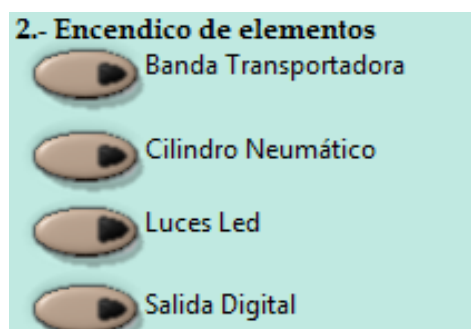 2.- Encendico de elementos
Banda Transportadora
Cilindro Neumático
Luces Led
Salida Digital